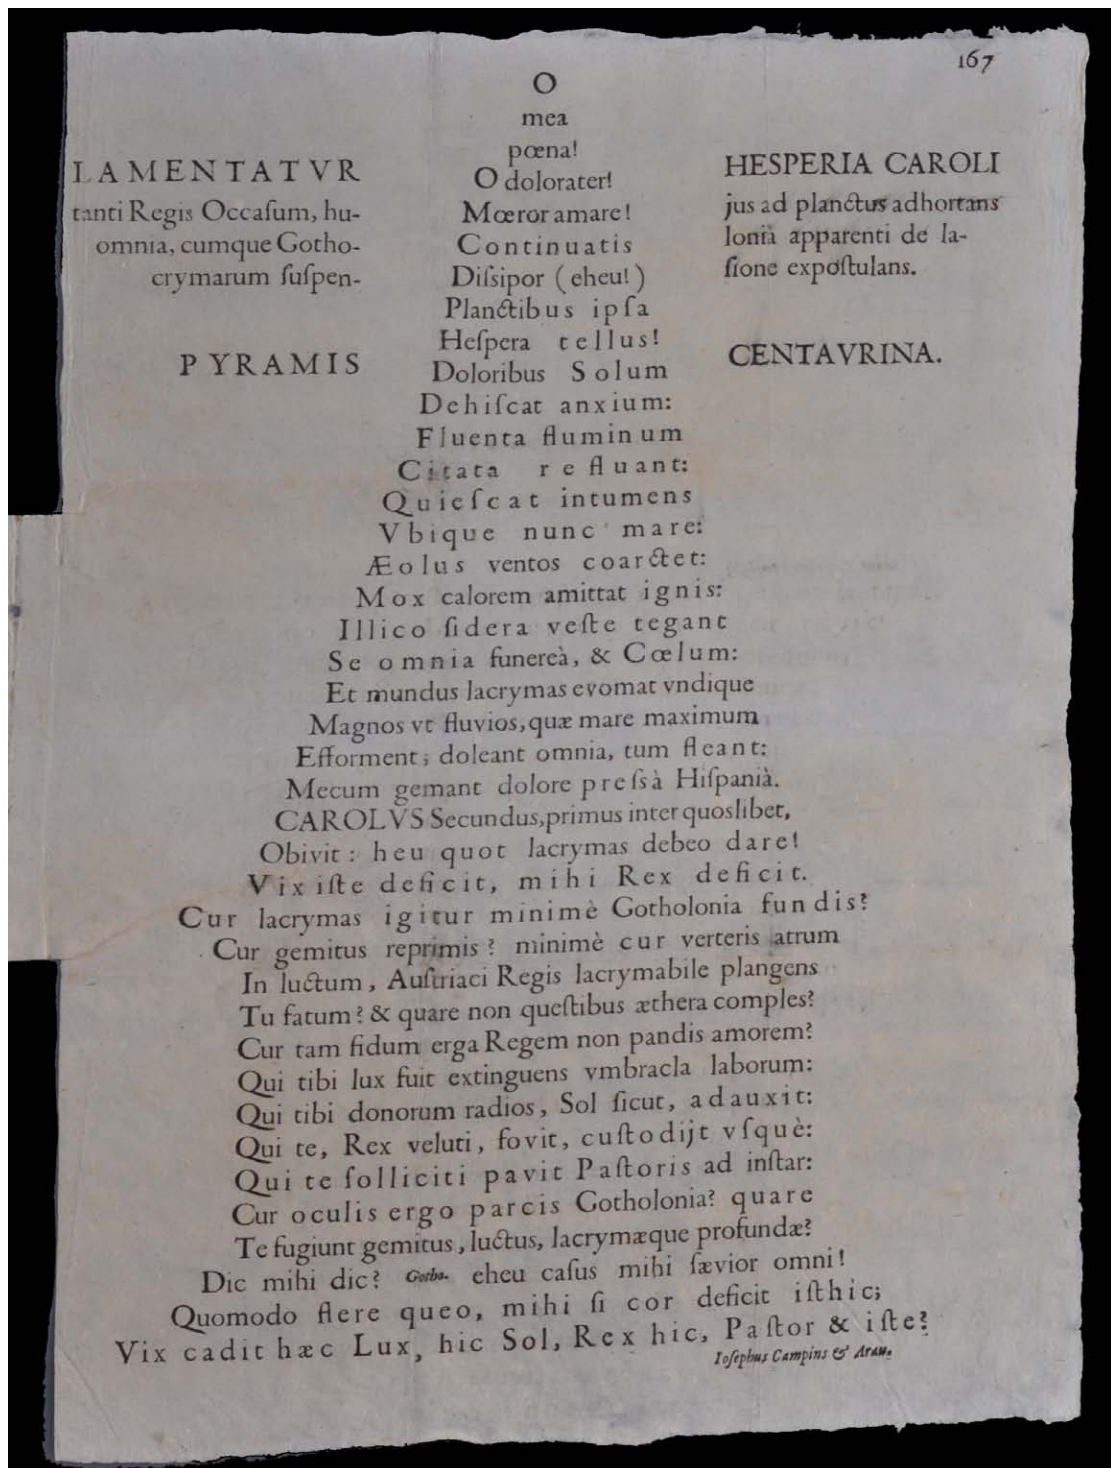 167
LAMENTATVR HESPERIA CAROLI
tanti Regis Occaſum, hu- jus ad planctus adhortans
omnia, cumque Gotho- lonià apparenti de la-
crymarum ſuſpen- ſione expoſtulans.
PYRAMIS CENTAVRINA.
O
mea
pœna!
O dolorater!
Mœror amare!
Continuatis
Diſsipor (eheu!)
Planctibus ipſa
Heſpera tellus!
Doloribus Solum
Dehiſcat anxium:
Fluenta fluminum
Citata refluant:
Quieſcat intumens
Vbique nunc mare:
Æolus ventos coarctet:
Mox calorem amittat ignis:
Illico ſidera veſte tegant
Se omnia funereà, & Cœlum:
Et mundus lacrymas evomat vndique
Magnos vt fluvios, quæ mare maximum
Efforment; doleant omnia, tum fleant:
Mecum gemant dolore preſsà Hiſpanià.
CAROLVS Secundus, primus inter quoslibet,
Obivit: heu quot lacrymas debeo dare!
Vix iſte deficit, mihi Rex deficit.
Cur lacrymas igitur minimè Gotholonia fundis?
Cur gemitus reprimis? minimè cur verteris atrum
In luctum, Auſtriaci Regis lacrymabile plangens
Tu fatum? & quare non queſtibus æthera comples?
Cur tam fidum erga Regem non pandis amorem?
Qui tibi lux fuit extinguens vmbracla laborum:
Qui tibi donorum radios, Sol ſicut, adauxit:
Qui te, Rex veluti, fovit, cuſtodijt vſquè:
Qui te ſolliciti pavit Paſtoris ad inſtar:
Cur oculis ergo parcis Gotholonia? quare
Te fugiunt gemitus, luctus, lacrymæque profundæ?
Dic mihi dic? Gotho. eheu caſus mihi ſævior omni!
Quomodo flere queo, mihi ſi cor deficit iſthic;
Vix cadit hæc Lux, hic Sol, Rex hic, Paſtor & iſte?
Ioſephus Campins & Arau.